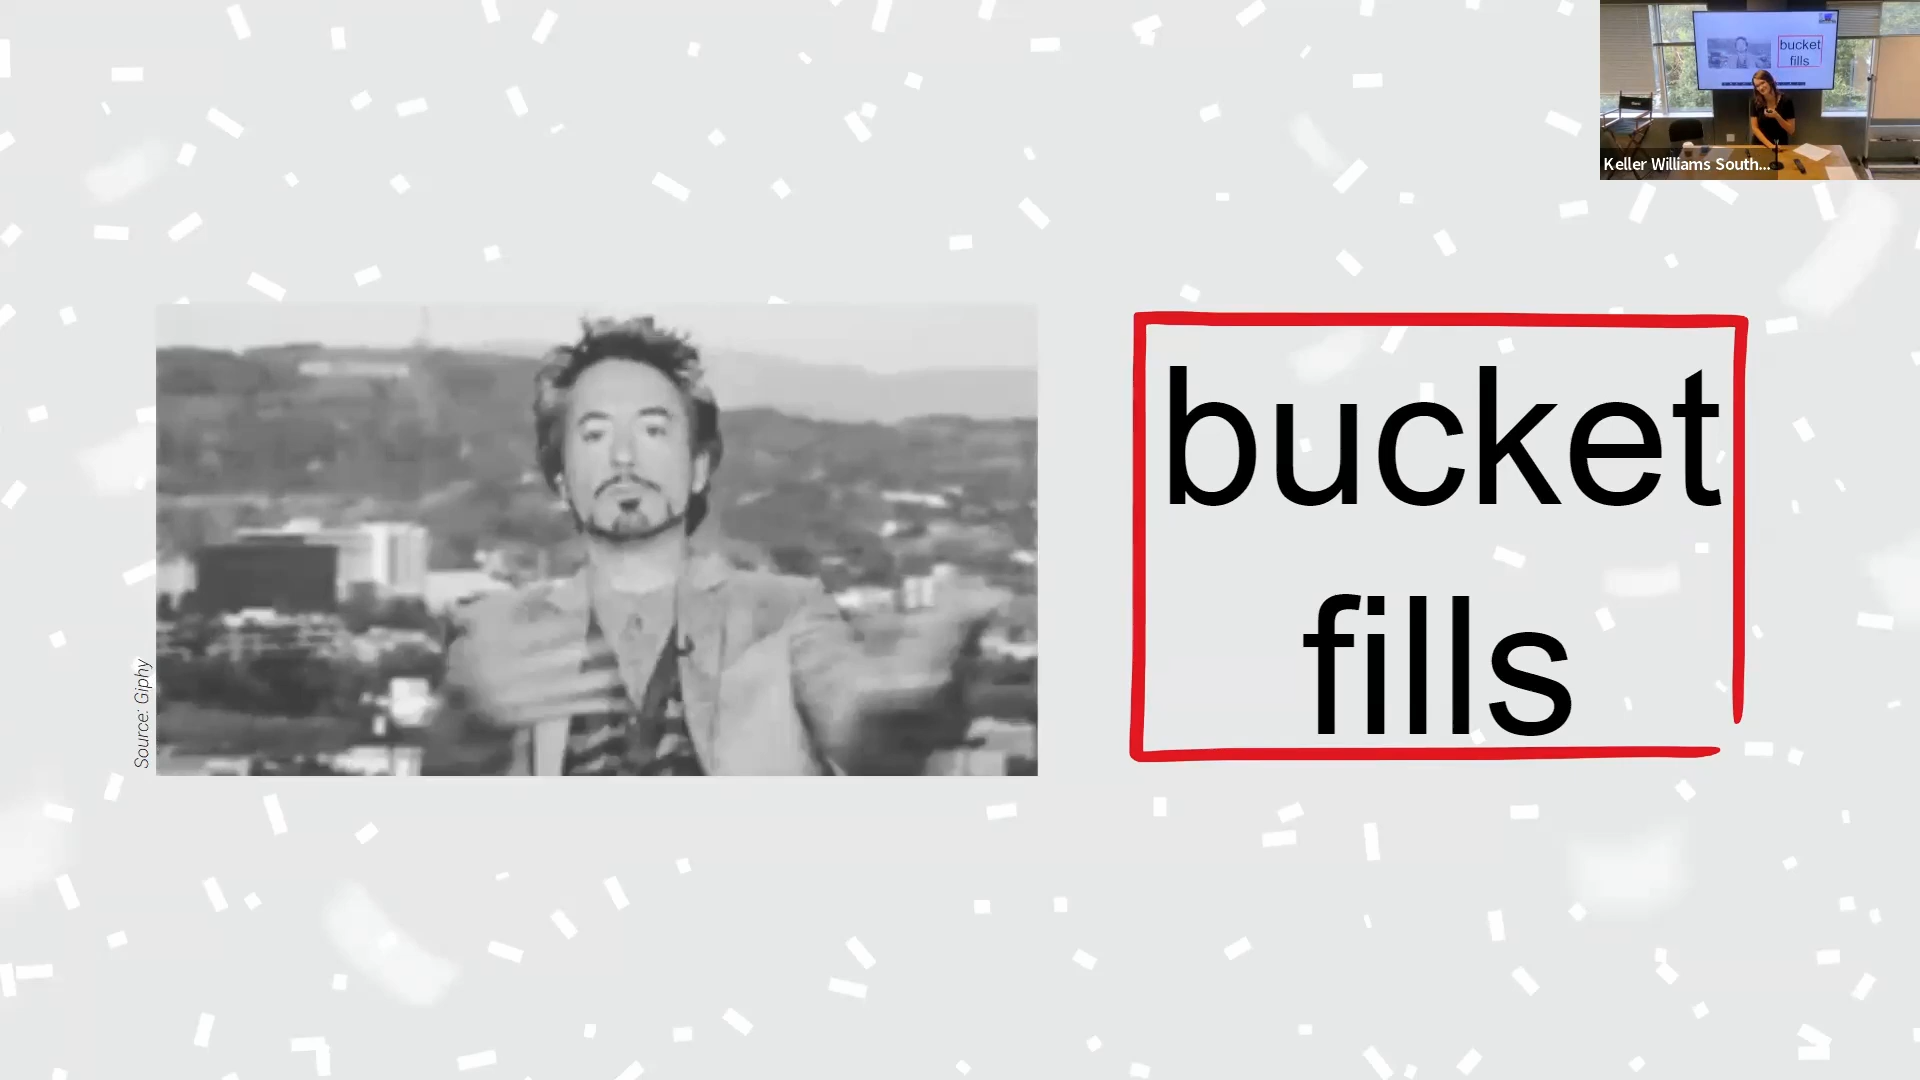 Keller Williams South...
bucket
fills
Source: Giphy
bucket
fills